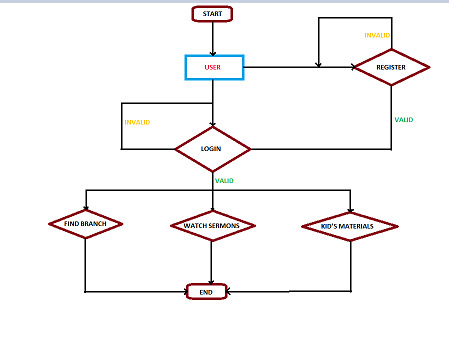 START
INVALID
USER
REGISTER
INVALID
VALID
LOGIN
VALID
FIND BRANCH
WATCH SERMONS
KID'S MATERIALS
END